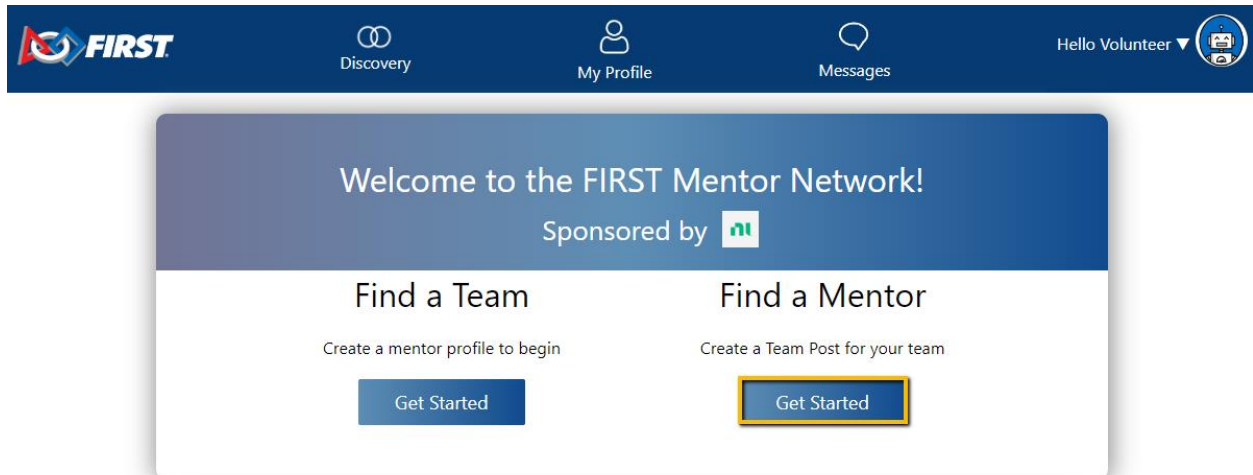 FIRST
Discovery
My Profile
Messages
Hello Volunteer ▼
Welcome to the FIRST Mentor Network!
Sponsored by ni
Find a Team
Find a Mentor
Create a mentor profile to begin
Create a Team Post for your team
Get Started
Get Started